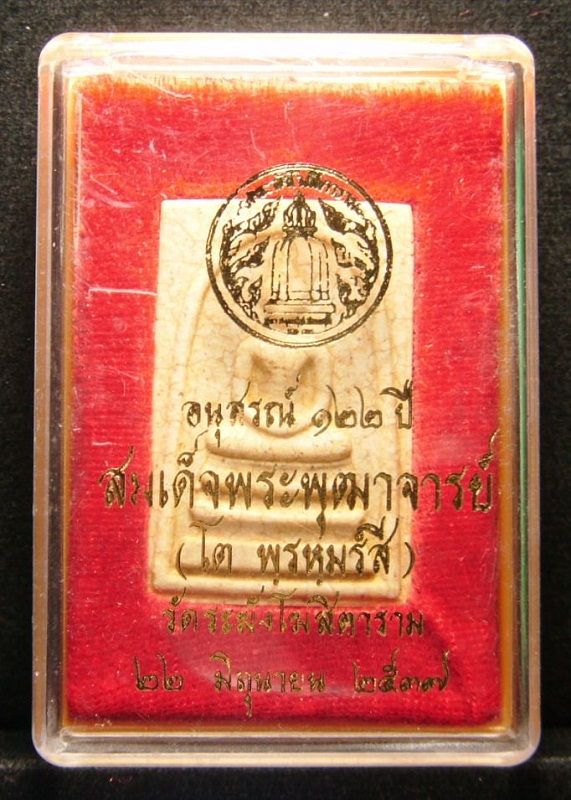 อนุสรณ์ ๑๒๒ ปี
สมเด็จพระพุฒาจารย์
(โต พฺรหฺมรํสี)
วัดระฆังโฆสิตาราม
๒๒ มิถุนายน ๒๕๓๗